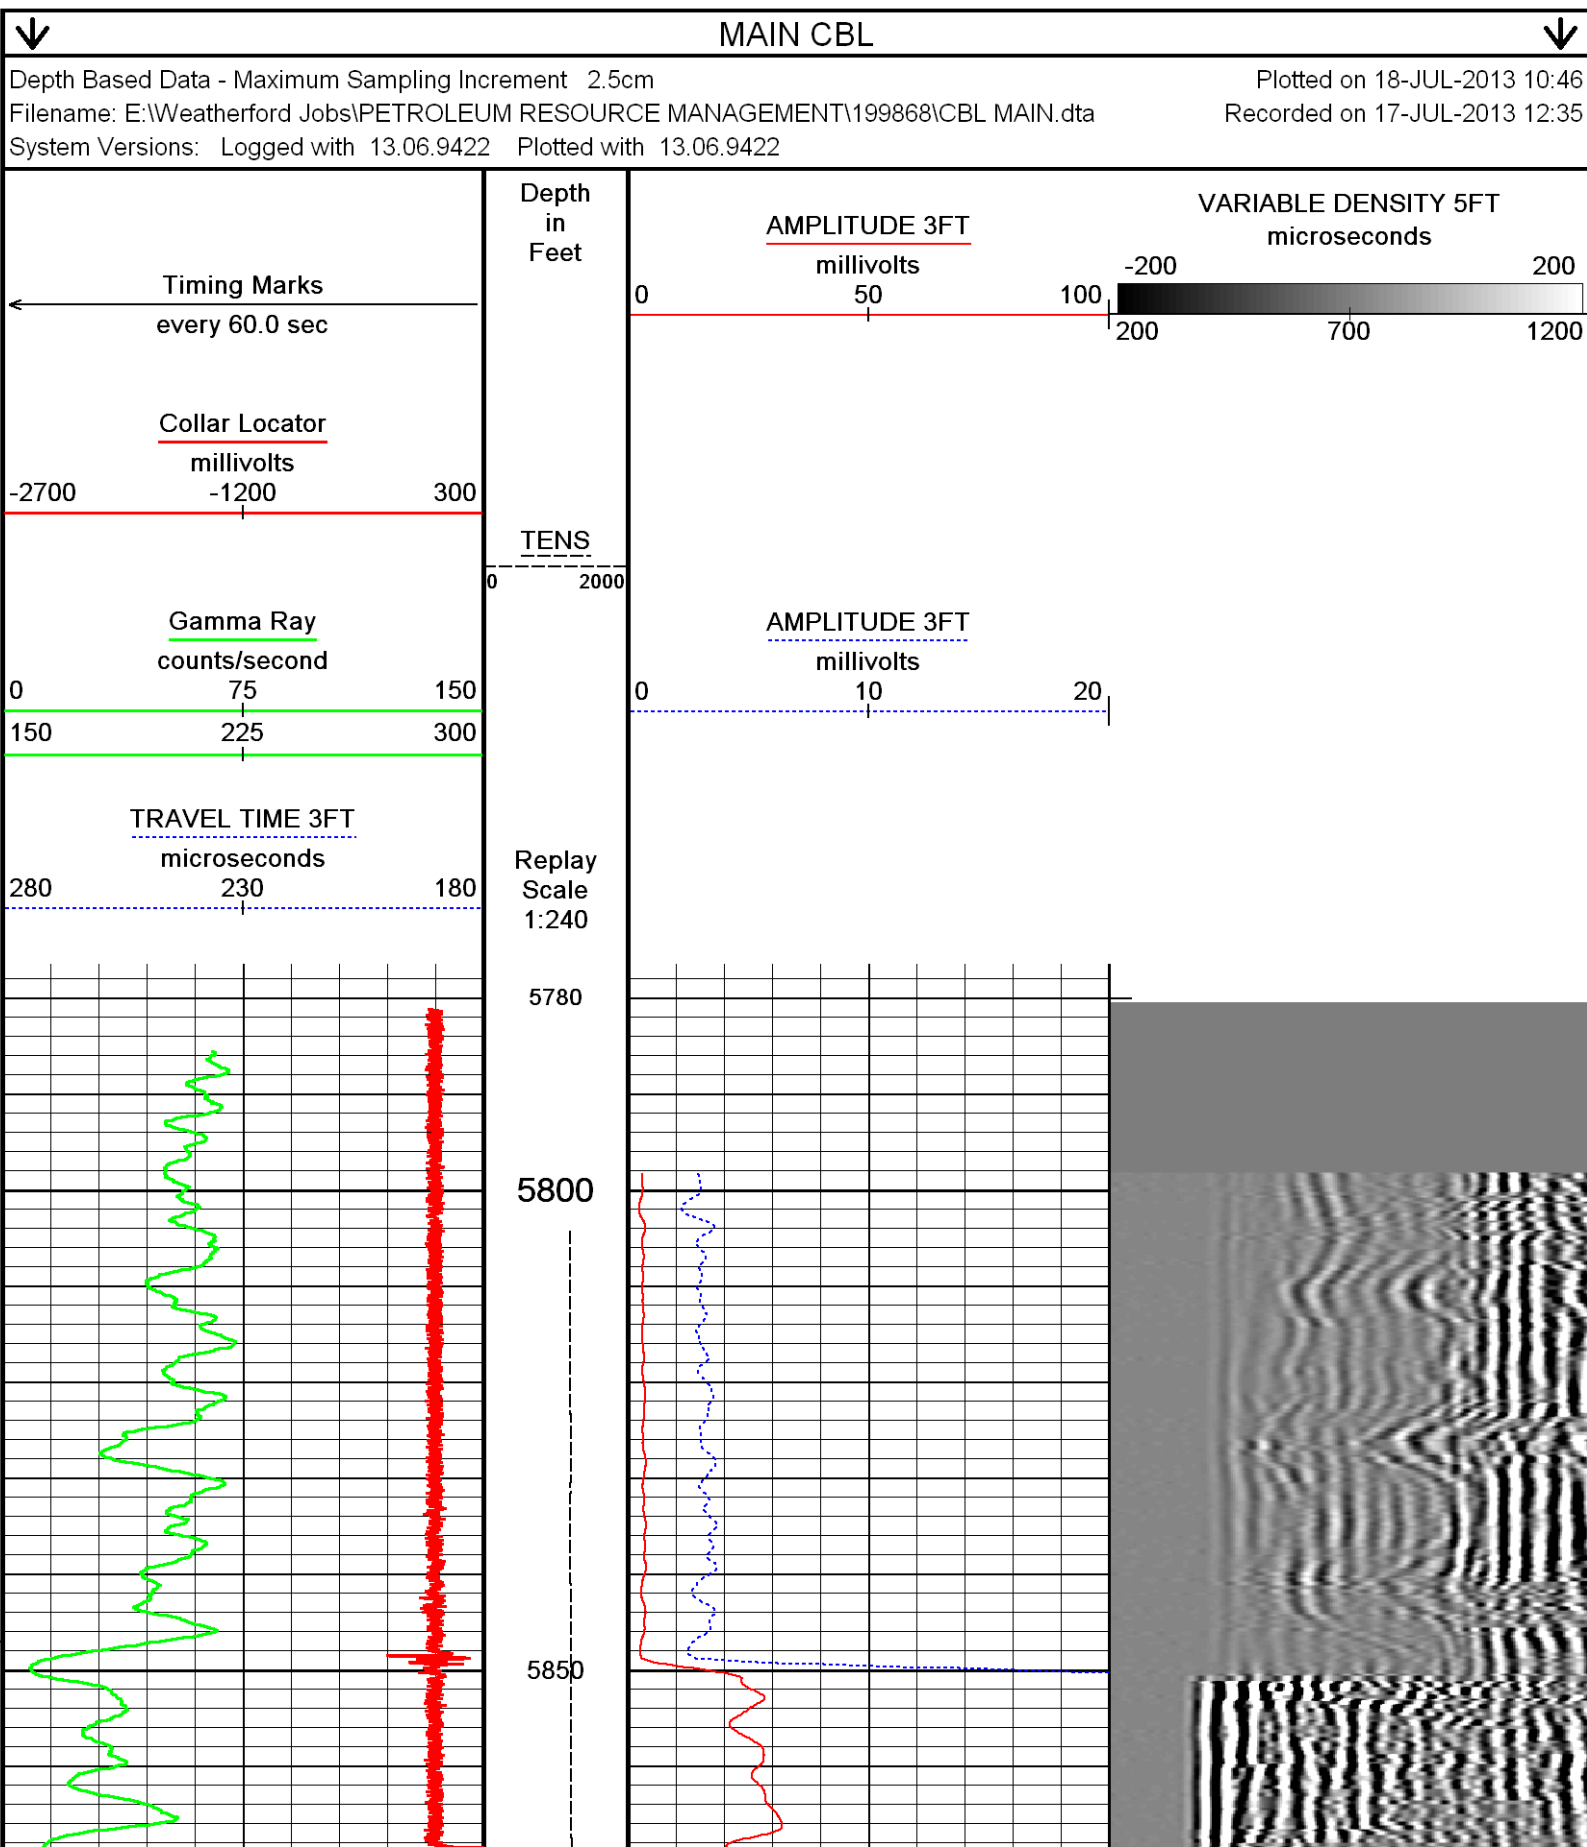 MAIN CBL
Depth Based Data - Maximum Sampling Increment 2.5cm
Plotted on 18-JUL-2013 10:46
Filename: E:\Weatherford Jobs\PETROLEUM RESOURCE MANAGEMENT\199868\CBL MAIN.dta
Recorded on 17-JUL-2013 12:35
System Versions: Logged with 13.06.9422 Plotted with 13.06.9422
Timing Marks
every 60.0 sec
Collar Locator
millivolts
-2700 -1200 300
Gamma Ray
counts/second
0 75 150
150 225 300
TRAVEL TIME 3FT
microseconds
280 230 180
Depth
in
Feet
TENS
0 2000
Replay
Scale
1:240
AMPLITUDE 3FT
millivolts
0 50 100
AMPLITUDE 3FT
millivolts
0 10 20
VARIABLE DENSITY 5FT
microseconds
-200 200
200 700 1200
5780
5800
5850